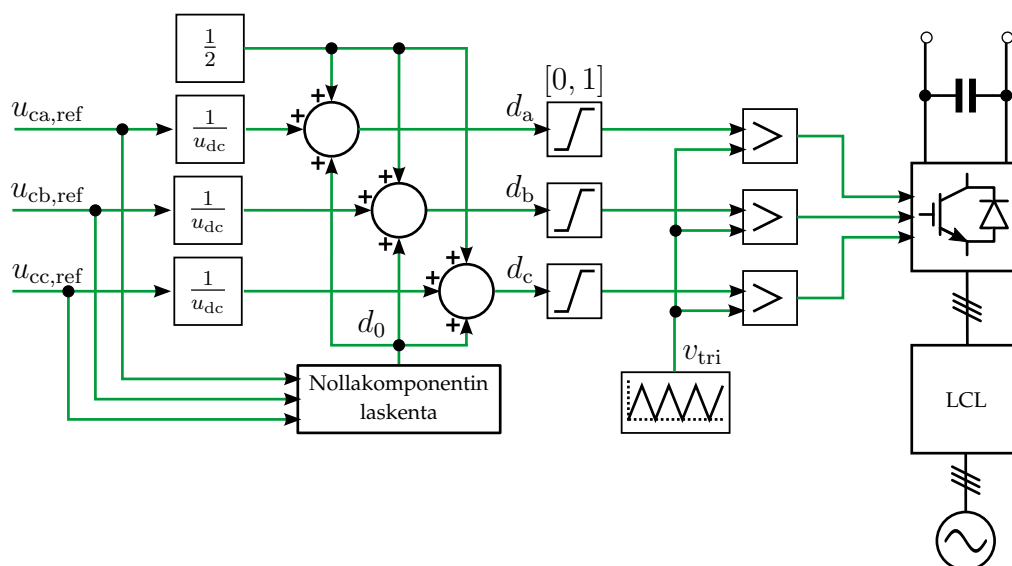 1/2
[0, 1]
u_ca,ref
1/u_dc
d_a
>
u_cb,ref
1/u_dc
d_b
>
u_cc,ref
1/u_dc
d_c
>
d_0
v_tri
Nollakomponentin
laskenta
LCL